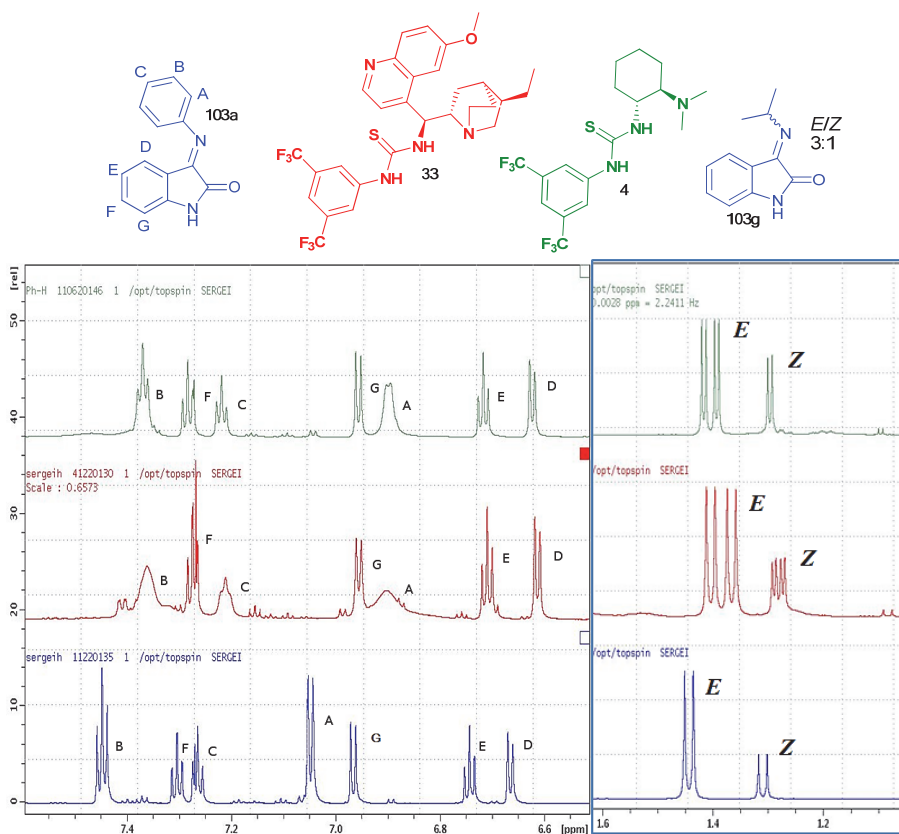 C
B
A
103a
N
D
E
O
F
NH
G
O
N
N
S
NH
F₃C
NH
33
CF₃
N
S
NH
F₃C
NH
4
CF₃
N
E/Z
3:1
O
NH
103g
[rel]
Ph-H 110620146 1 /opt/topspin SERGEI
50
40
B
F
C
G
A
E
D
sergeih 41220130 1 /opt/topspin SERGEI
Scale : 0.6573
30
20
B
F
C
G
A
E
D
sergeih 11220135 1 /opt/topspin SERGEI
10
0
B
F
C
A
G
E
D
7.4 7.2 7.0 6.8 6.6 [ppm]
opt/topspin SERGEI
0.0028 ppm = 2.2411 Hz
E
Z
/opt/topspin SERGEI
E
Z
/opt/topspin SERGEI
E
Z
1.6 1.4 1.2